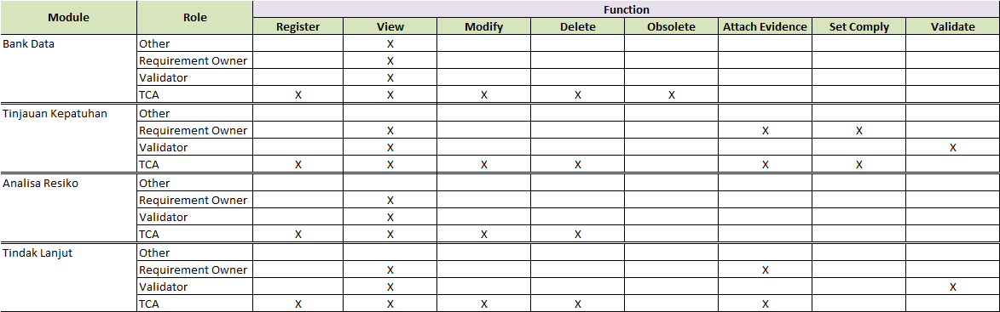 Module Role Function
Register View Modify Delete Obsolete Attach Evidence Set Comply Validate
Bank Data Other X
Requirement Owner X
Validator X
TCA X X X X X
Tinjauan Kepatuhan Other
Requirement Owner X X X
Validator X X
TCA X X X X X X
Analisa Resiko Other
Requirement Owner X
Validator X
TCA X X X X
Tindak Lanjut Other
Requirement Owner X X
Validator X X
TCA X X X X X